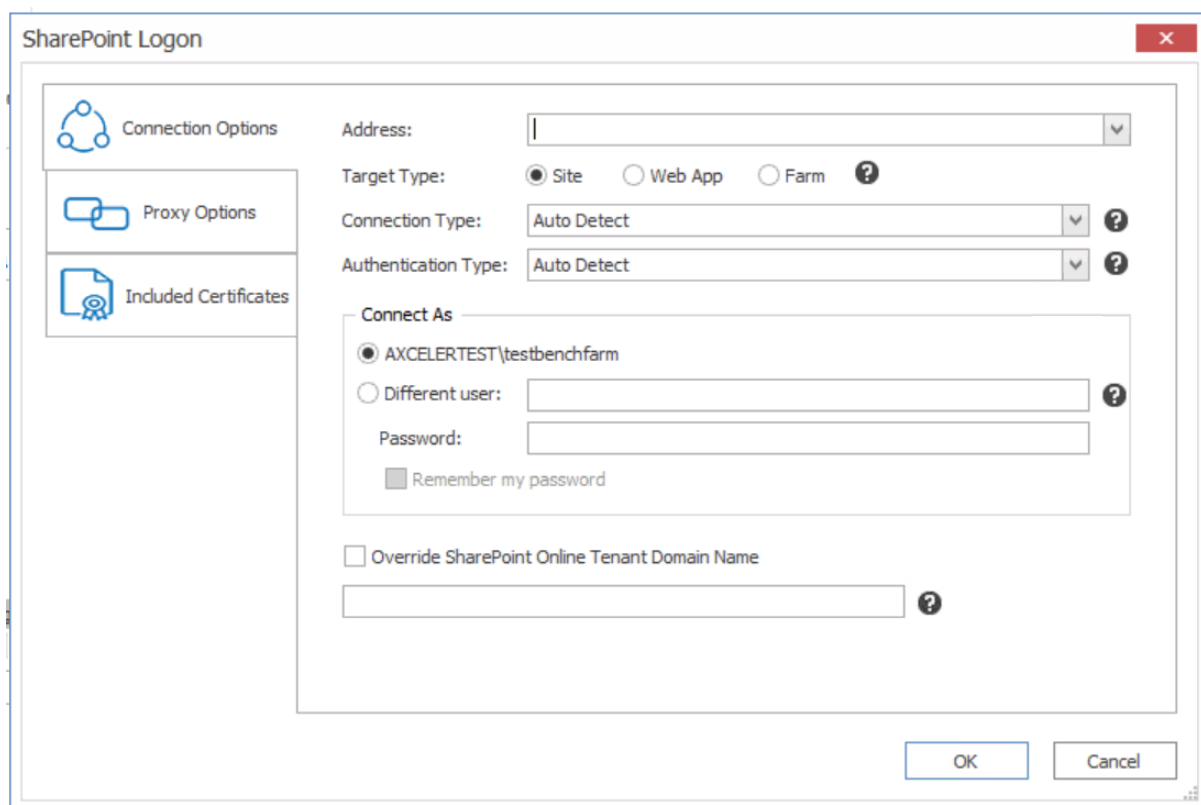 SharePoint Logon
Connection Options
Proxy Options
Included Certificates
Address:
Target Type: Site Web App Farm ?
Connection Type: Auto Detect ?
Authentication Type: Auto Detect ?
Connect As
AXCELERTEST\testbenchfarm
Different user: ?
Password:
Remember my password
Override SharePoint Online Tenant Domain Name
?
OK Cancel